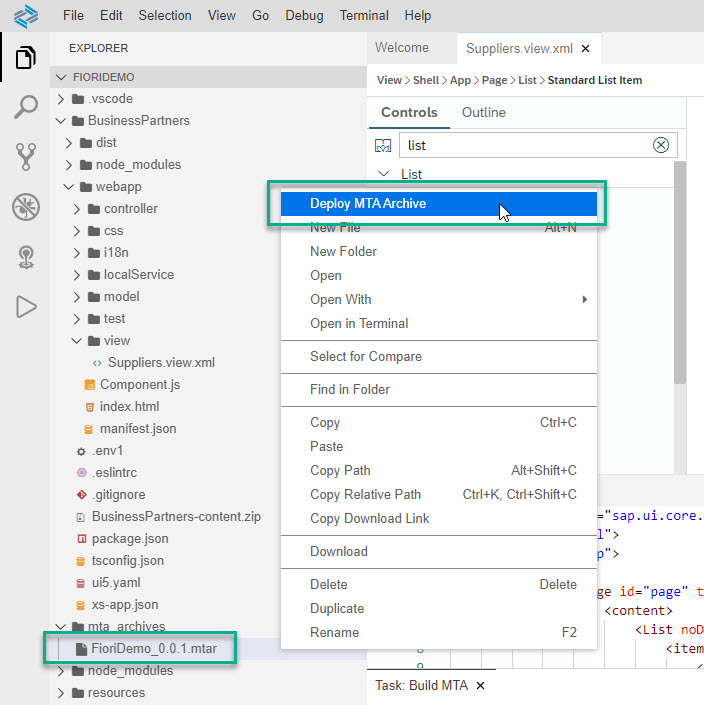 File Edit Selection View Go Debug Terminal Help
EXPLORER
FIORIDEMO
.vscode
BusinessPartners
dist
node_modules
webapp
controller
css
i18n
localService
model
test
view
Suppliers.view.xml
Component.js
index.html
manifest.json
.env1
.eslintrc
.gitignore
BusinessPartners-content.zip
package.json
tsconfig.json
ui5.yaml
xs-app.json
mta_archives
FioriDemo_0.0.1.mtar
node_modules
resources
Welcome Suppliers.view.xml
View > Shell > App > Page > List > Standard List Item
Controls Outline
list
List
Deploy MTA Archive
New File Alt+N
New Folder
Open
Open With
Open in Terminal
Select for Compare
Find in Folder
Copy Ctrl+C
Paste
Copy Path Alt+Shift+C
Copy Relative Path Ctrl+K, Ctrl+Shift+C
Copy Download Link
Download
Delete Delete
Duplicate
Rename F2
="sap.ui.core.
l">
p">
ge id="page" t
<content>
<List noD
<item
<
Task: Build MTA